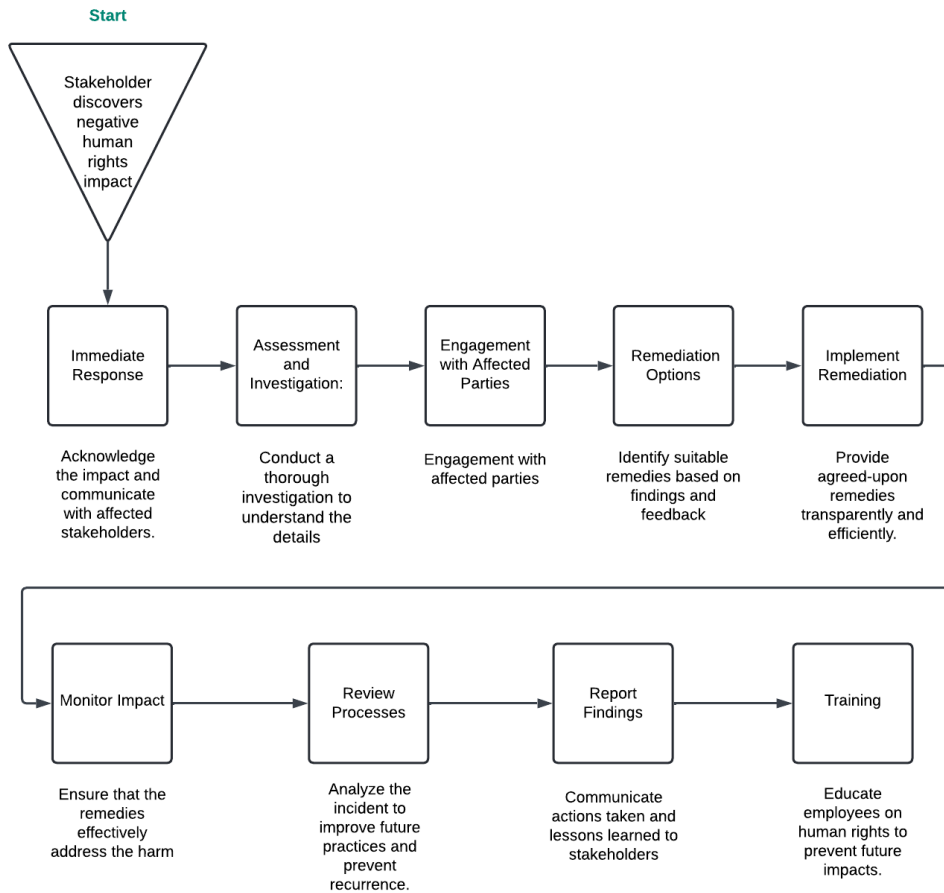 Start
Stakeholder
discovers
negative
human
rights
impact
Immediate
Response
Assessment
and
Investigation:
Engagement
with Affected
Parties
Remediation
Options
Implement
Remediation
Acknowledge
the impact and
communicate
with affected
stakeholders.
Conduct a
thorough
investigation to
understand the
details
Engagement with
affected parties
Identify suitable
remedies based on
findings and
feedback
Provide
agreed-upon
remedies
transparently and
efficiently.
Monitor Impact
Review
Processes
Report
Findings
Training
Ensure that the
remedies
effectively
address the harm
Analyze the
incident to
improve future
practices and
prevent
recurrence.
Communicate
actions taken and
lessons learned to
stakeholders
Educate
employees on
human rights to
prevent future
impacts.